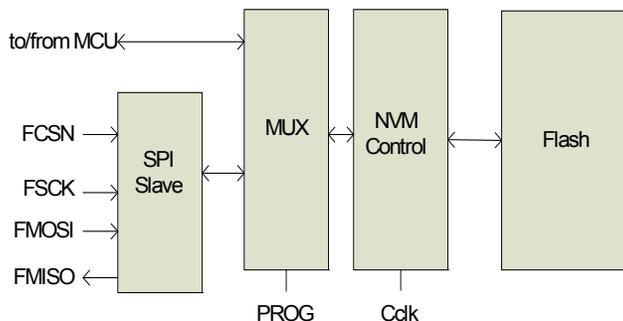 to/from MCU
FCSN
FSCK
FMOSI
FMISO
SPI
Slave
MUX
NVM
Control
Flash
PROG
Cclk